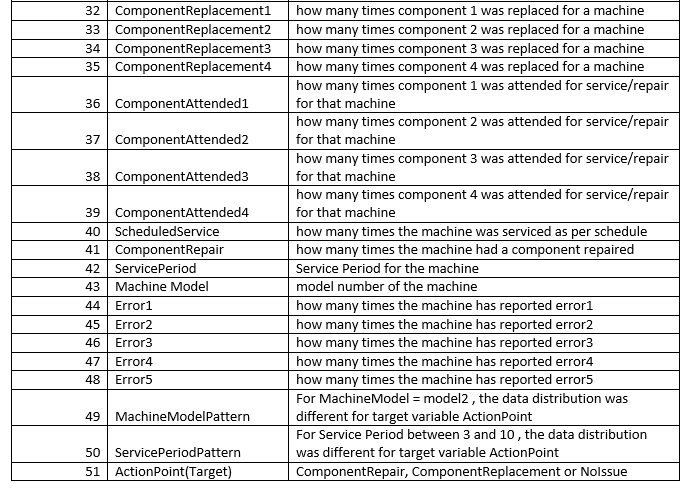 32 ComponentReplacement1 how many times component 1 was replaced for a machine
33 ComponentReplacement2 how many times component 2 was replaced for a machine
34 ComponentReplacement3 how many times component 3 was replaced for a machine
35 ComponentReplacement4 how many times component 4 was replaced for a machine
how many times component 1 was attended for service/repair
36 ComponentAttended1 for that machine
how many times component 2 was attended for service/repair
37 ComponentAttended2 for that machine
how many times component 3 was attended for service/repair
38 ComponentAttended3 for that machine
how many times component 4 was attended for service/repair
39 ComponentAttended4 for that machine
40 ScheduledService how many times the machine was serviced as per schedule
41 ComponentRepair how many times the machine had a component repaired
42 ServicePeriod Service Period for the machine
43 Machine Model model number of the machine
44 Error1 how many times the machine has reported error1
45 Error2 how many times the machine has reported error2
46 Error3 how many times the machine has reported error3
47 Error4 how many times the machine has reported error4
48 Error5 how many times the machine has reported error5
For MachineModel = model2 , the data distribution was
49 MachineModelPattern different for target variable ActionPoint
For Service Period between 3 and 10 , the data distribution
50 ServicePeriodPattern was different for target variable ActionPoint
51 ActionPoint(Target) ComponentRepair, ComponentReplacement or NoIssue